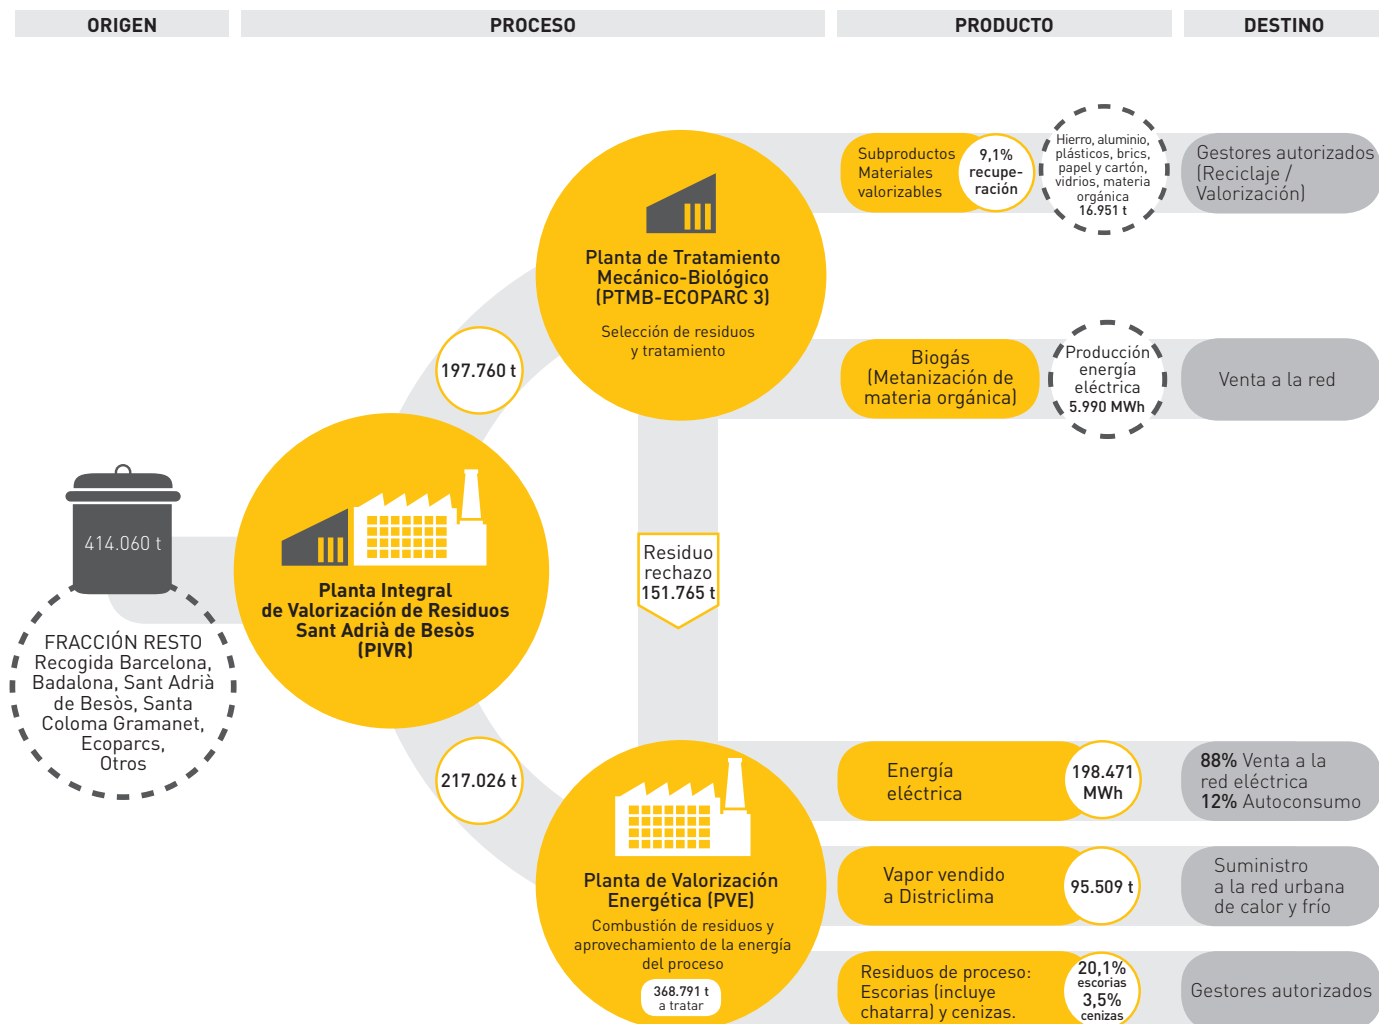 ORIGEN
PROCESO
PRODUCTO
DESTINO
414.060 t
FRACCIÓN RESTO
Recogida Barcelona,
Badalona, Sant Adrià
de Besòs, Santa
Coloma Gramanet,
Ecoparcs,
Otros
Planta Integral
de Valorización de Residuos
Sant Adrià de Besòs
(PIVR)
197.760 t
217.026 t
Planta de Tratamiento
Mecánico-Biológico
(PTMB-ECOPARC 3)
Selección de residuos
y tratamiento
Subproductos
Materiales
valorizables
9,1%
recupe-
ración
Hierro, aluminio,
plásticos, brics,
papel y cartón,
vidrios, materia
orgánica
16.951 t
Gestores autorizados
(Reciclaje /
Valorización)
Biogás
(Metanización de
materia orgánica)
Producción
energía
eléctrica
5.990 MWh
Venta a la red
Residuo
rechazo
151.765 t
Planta de Valorización
Energética (PVE)
Combustión de residuos y
aprovechamiento de la energía
del proceso
368.791 t
a tratar
Energía
eléctrica
198.471
MWh
88% Venta a la
red eléctrica
12% Autoconsumo
Vapor vendido
a Districlima
95.509 t
Suministro
a la red urbana
de calor y frío
Residuos de proceso:
Escorias (incluye
chatarra) y cenizas.
20,1%
escorias
3,5%
cenizas
Gestores autorizados